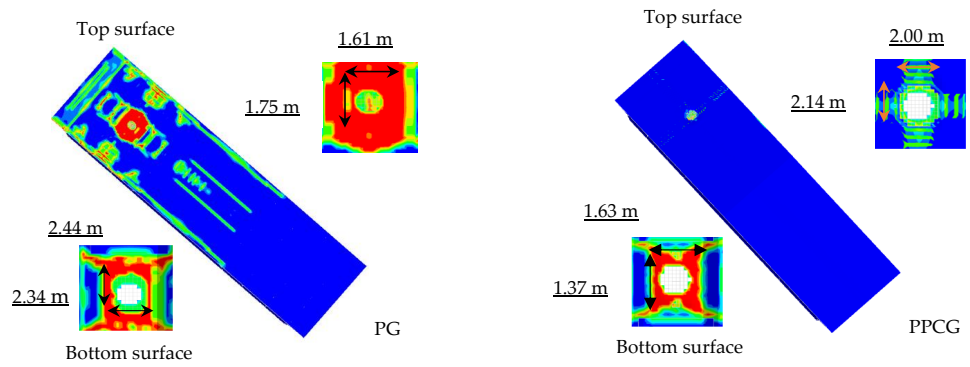 Top surface
1.61 m
1.75 m
2.44 m
2.34 m
Bottom surface
PG
Top surface
2.00 m
2.14 m
1.63 m
1.37 m
Bottom surface
PPCG